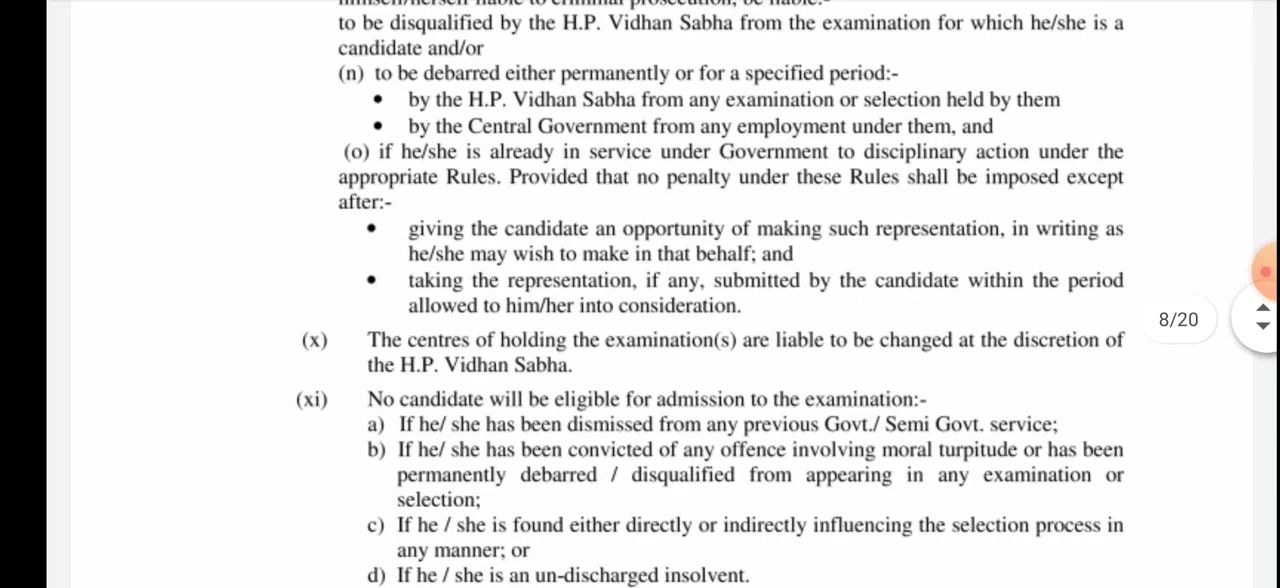 to be disqualified by the H.P. Vidhan Sabha from the examination for which he/she is a
candidate and/or
(n) to be debarred either permanently or for a specified period:-
• by the H.P. Vidhan Sabha from any examination or selection held by them
• by the Central Government from any employment under them, and
(o) if he/she is already in service under Government to disciplinary action under the
appropriate Rules. Provided that no penalty under these Rules shall be imposed except
after:-
• giving the candidate an opportunity of making such representation, in writing as
he/she may wish to make in that behalf; and
• taking the representation, if any, submitted by the candidate within the period
allowed to him/her into consideration.
8/20
(x) The centres of holding the examination(s) are liable to be changed at the discretion of
the H.P. Vidhan Sabha.
(xi) No candidate will be eligible for admission to the examination:-
a) If he/ she has been dismissed from any previous Govt./ Semi Govt. service;
b) If he/ she has been convicted of any offence involving moral turpitude or has been
permanently debarred / disqualified from appearing in any examination or
selection;
c) If he / she is found either directly or indirectly influencing the selection process in
any manner; or
d) If he / she is an un-discharged insolvent.